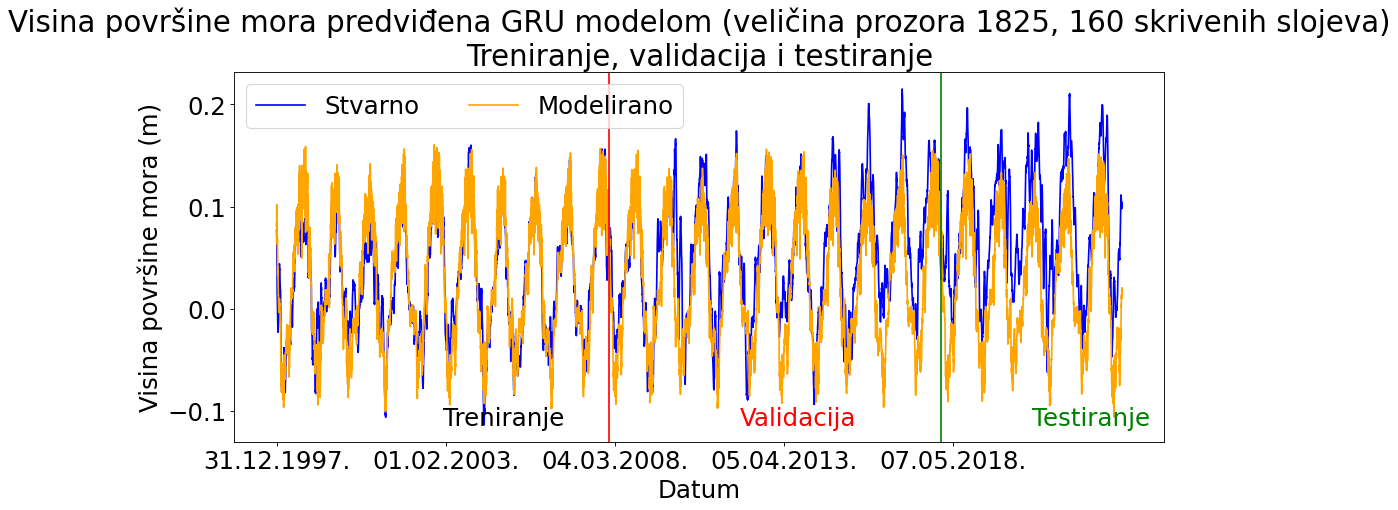 Visina površine mora predviđena GRU modelom (veličina prozora 1825, 160 skrivenih slojeva)
Treniranje, validacija i testiranje
Stvarno
Modelirano
Visina površine mora (m)
0.2
0.1
0.0
−0.1
Treniranje
Validacija
Testiranje
31.12.1997.
01.02.2003.
04.03.2008.
05.04.2013.
07.05.2018.
Datum